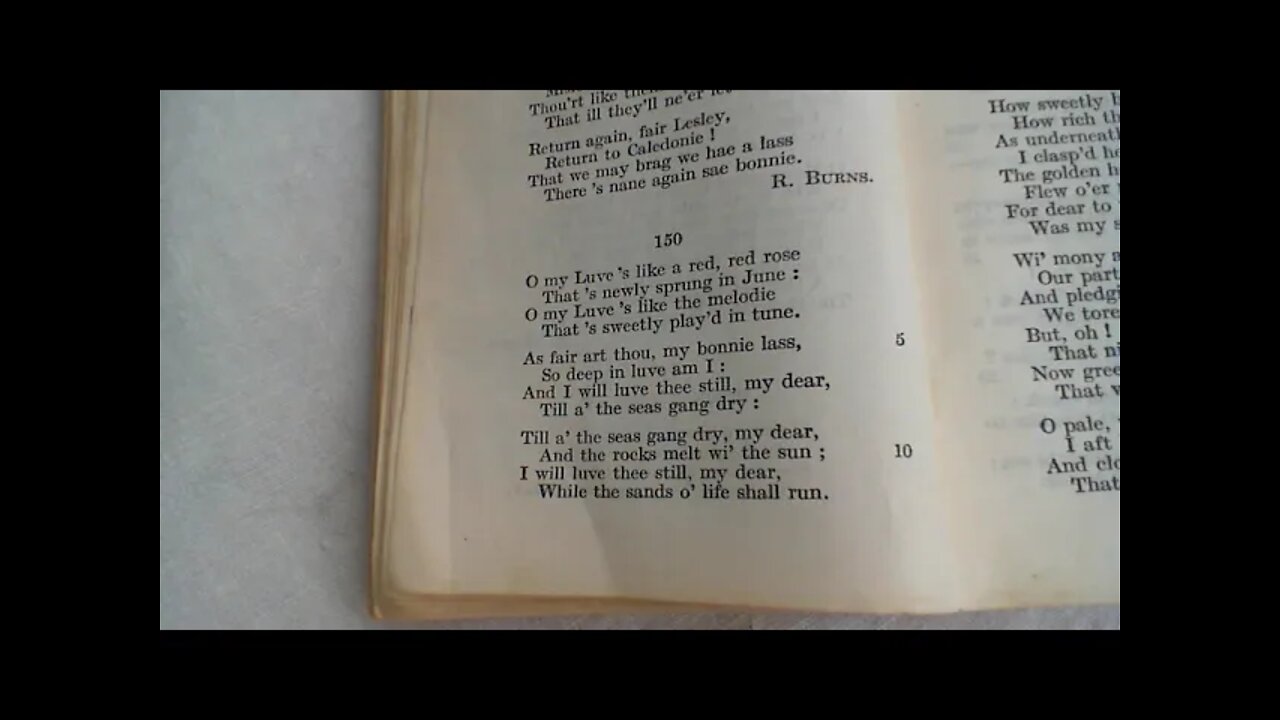 Thou'rt like
That ill they'll ne'er
Return again, fair Lesley,
Return to Caledonie !
That we may brag we hae a lass
There 's nane again sae bonnie.
R. BURNS.
150
O my Luve 's like a red, red rose
That 's newly sprung in June :
O my Luve 's like the melodie
That 's sweetly play'd in tune.
As fair art thou, my bonnie lass,
5
So deep in luve am I :
And I will luve thee still, my dear,
Till a' the seas gang dry :
Till a' the seas gang dry, my dear,
And the rocks melt wi' the sun ;
10
I will luve thee still, my dear,
While the sands o' life shall run.
How sweetly
How rich
As underneath
I clasp'd
The golden
Flew o'er
For dear to
Was my
Wi' mony
Our part
And pledgi
We tore
But, oh !
That
Now gree
That
O pale,
I aft
And clo
That